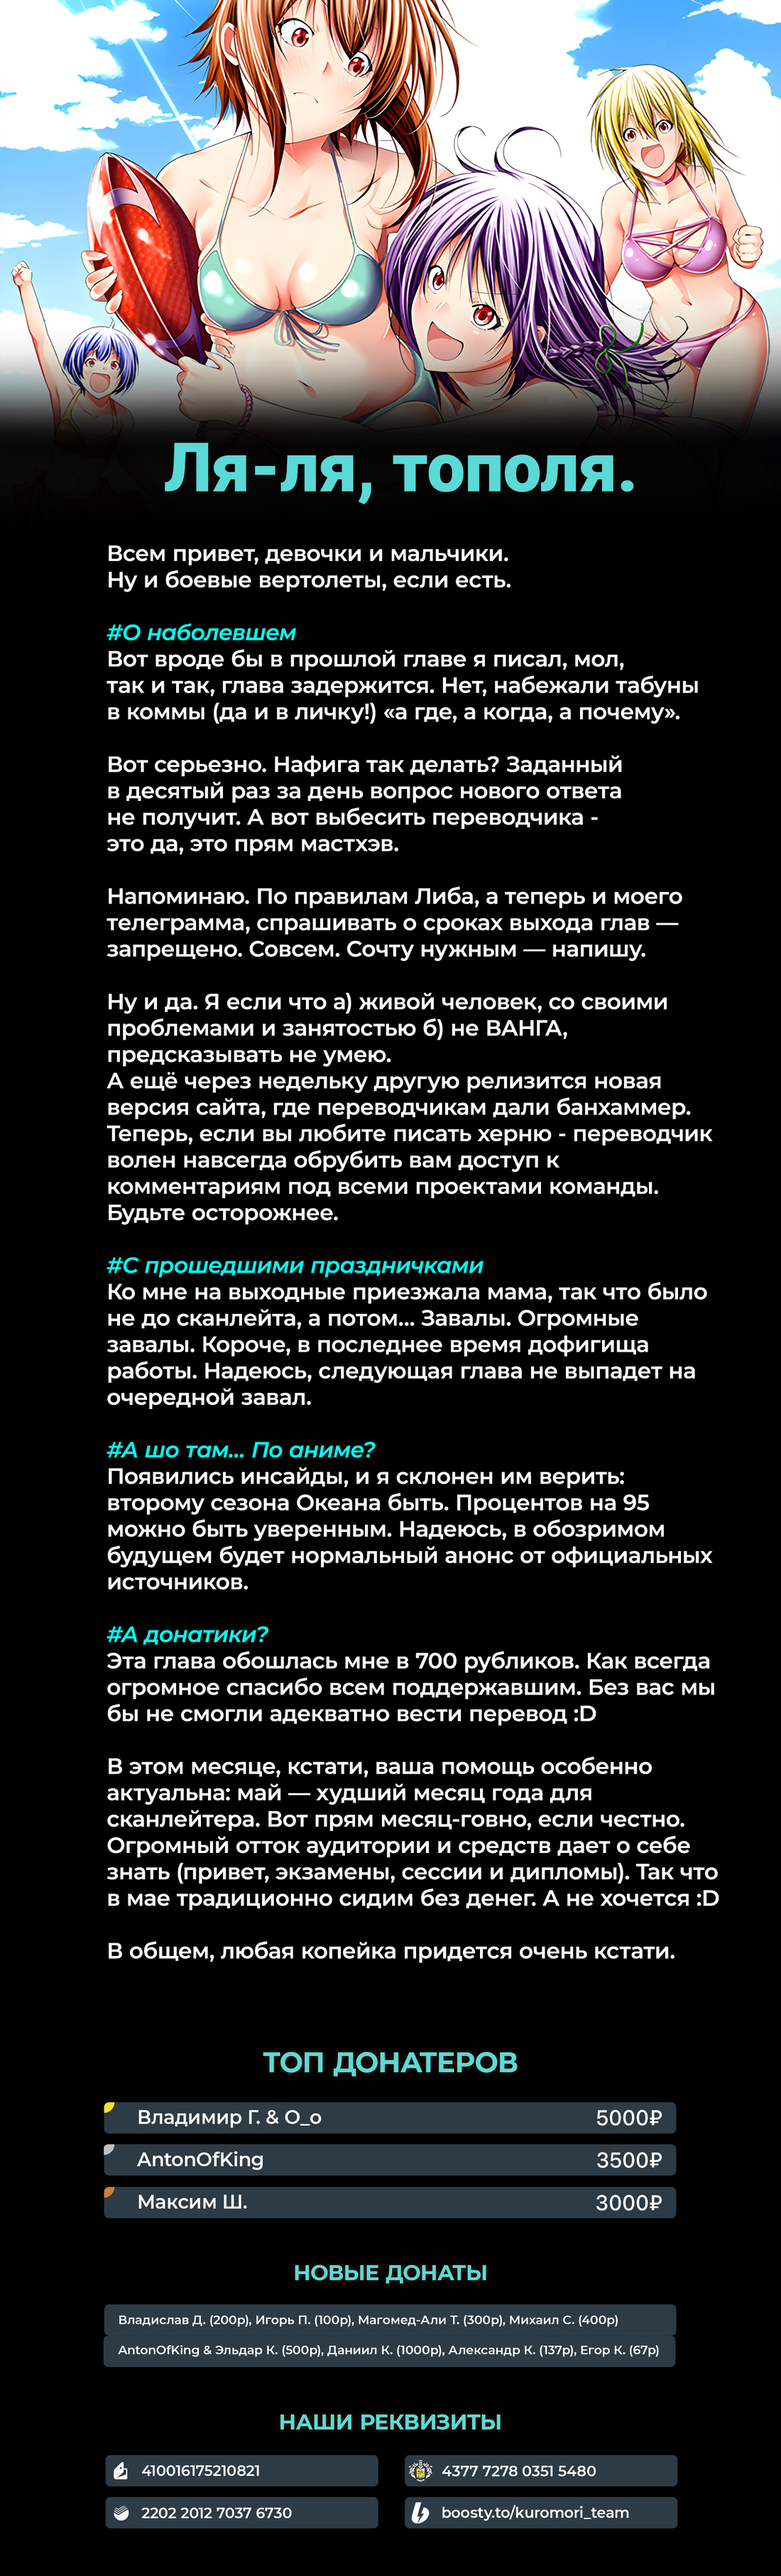 Ля-ля, тополя.
Всем привет, девочки и мальчики.
Ну и боевые вертолеты, если есть.
#О наболевшем
Вот вроде бы в прошлой главе я писал, мол,
так и так, глава задержится. Нет, набежали табуны
в коммы (да и в личку!) «а где, а когда, а почему».
Вот серьезно. Нафига так делать? Заданный
в десятый раз за день вопрос нового ответа
не получит. А вот выбесить переводчика -
это да, это прям мастхэв.
Напоминаю. По правилам Либа, а теперь и моего
телеграмма, спрашивать о сроках выхода глав —
запрещено. Совсем. Сочту нужным — напишу.
Ну и да. Я если что а) живой человек, со своими
проблемами и занятостью б) не ВАНГА,
предсказывать не умею.
А ещё через недельку другую релизится новая
версия сайта, где переводчикам дали банхаммер.
Теперь, если вы любите писать херню - переводчик
волен навсегда обрубить вам доступ к
комментариям под всеми проектами команды.
Будьте осторожнее.
#С прошедшими праздничками
Ко мне на выходные приезжала мама, так что было
не до сканлейта, а потом... Завалы. Огромные
завалы. Короче, в последнее время дофигища
работы. Надеюсь, следующая глава не выпадет на
очередной завал.
#А шо там... По аниме?
Появились инсайды, и я склонен им верить:
второму сезона Океана быть. Процентов на 95
можно быть уверенным. Надеюсь, в обозримом
будущем будет нормальный анонс от официальных
источников.
#А донатики?
Эта глава обошлась мне в 700 рубликов. Как всегда
огромное спасибо всем поддержавшим. Без вас мы
бы не смогли адекватно вести перевод :D
В этом месяце, кстати, ваша помощь особенно
актуальна: май — худший месяц года для
сканлейтера. Вот прям месяц-говно, если честно.
Огромный отток аудитории и средств дает о себе
знать (привет, экзамены, сессии и дипломы). Так что
в мае традиционно сидим без денег. А не хочется :D
В общем, любая копейка придется очень кстати.
ТОП ДОНАТЕРОВ
Владимир Г. & O_o 5000₽
AntonOfKing 3500₽
Максим Ш. 3000₽
НОВЫЕ ДОНАТЫ
Владислав Д. (200р), Игорь П. (100р), Магомед-Али Т. (300р), Михаил С. (400р)
AntonOfKing & Эльдар К. (500р), Даниил К. (1000р), Александр К. (137р), Егор К. (67р)
НАШИ РЕКВИЗИТЫ
410016175210821 4377 7278 0351 5480
2202 2012 7037 6730 boosty.to/kuromori_team